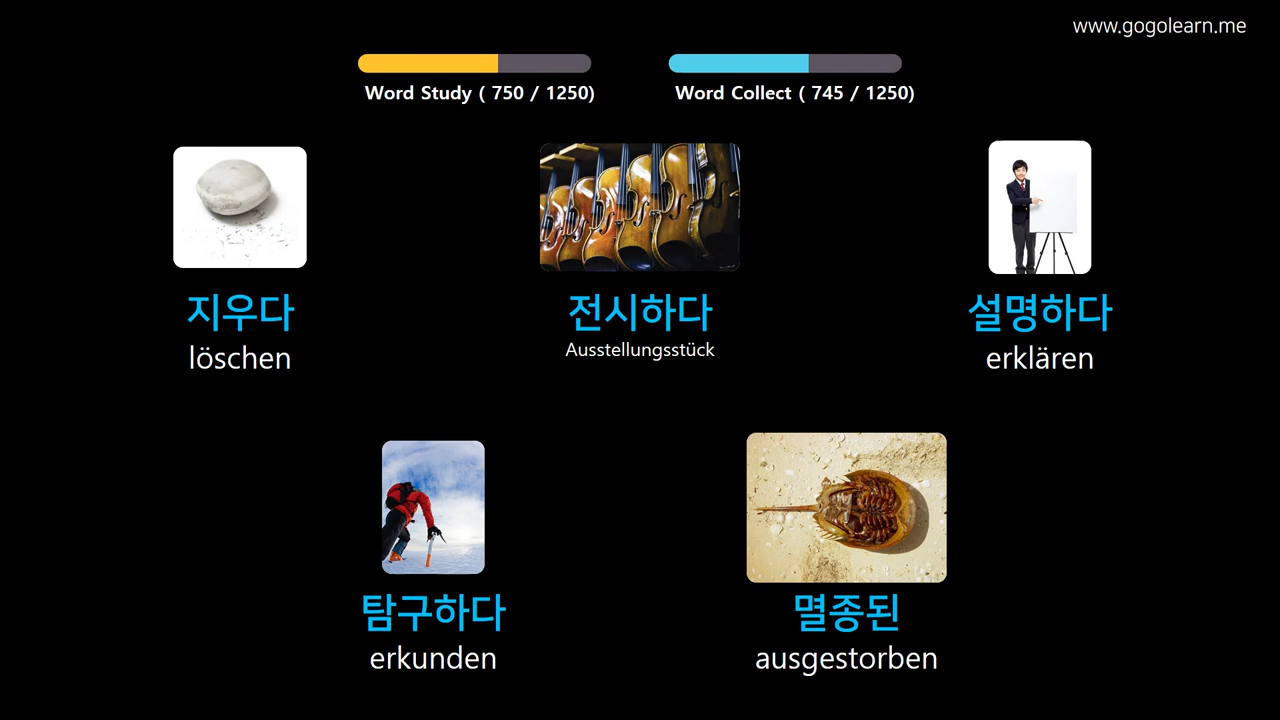 www.gogolearn.me
Word Study ( 750 / 1250)
Word Collect ( 745 / 1250)
지우다
löschen
전시하다
Ausstellungsstück
설명하다
erklären
탐구하다
erkunden
멸종된
ausgestorben